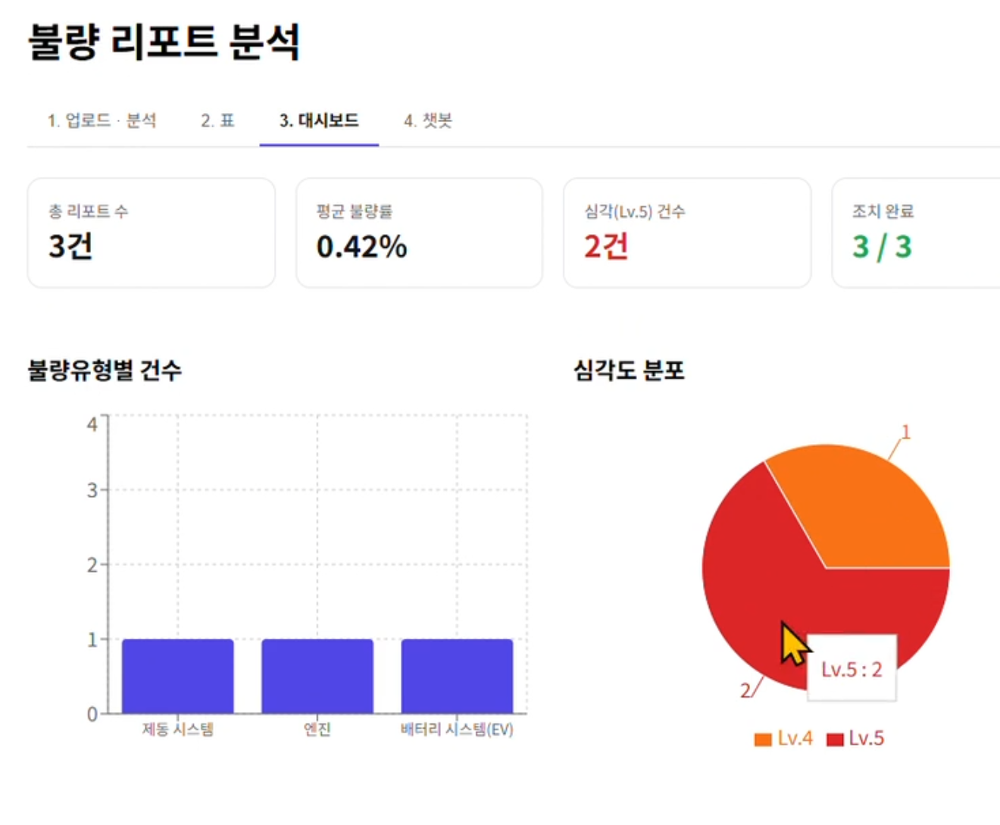 불량 리포트 분석
1. 업로드 · 분석 2. 표 3. 대시보드 4. 챗봇
총 리포트 수
3건
평균 불량률
0.42%
심각(Lv.5) 건수
2건
조치 완료
3 / 3
불량유형별 건수
4
3
2
1
0
제동 시스템 엔진 배터리 시스템(EV)
심각도 분포
1
2
Lv.5 : 2
Lv.4 Lv.5